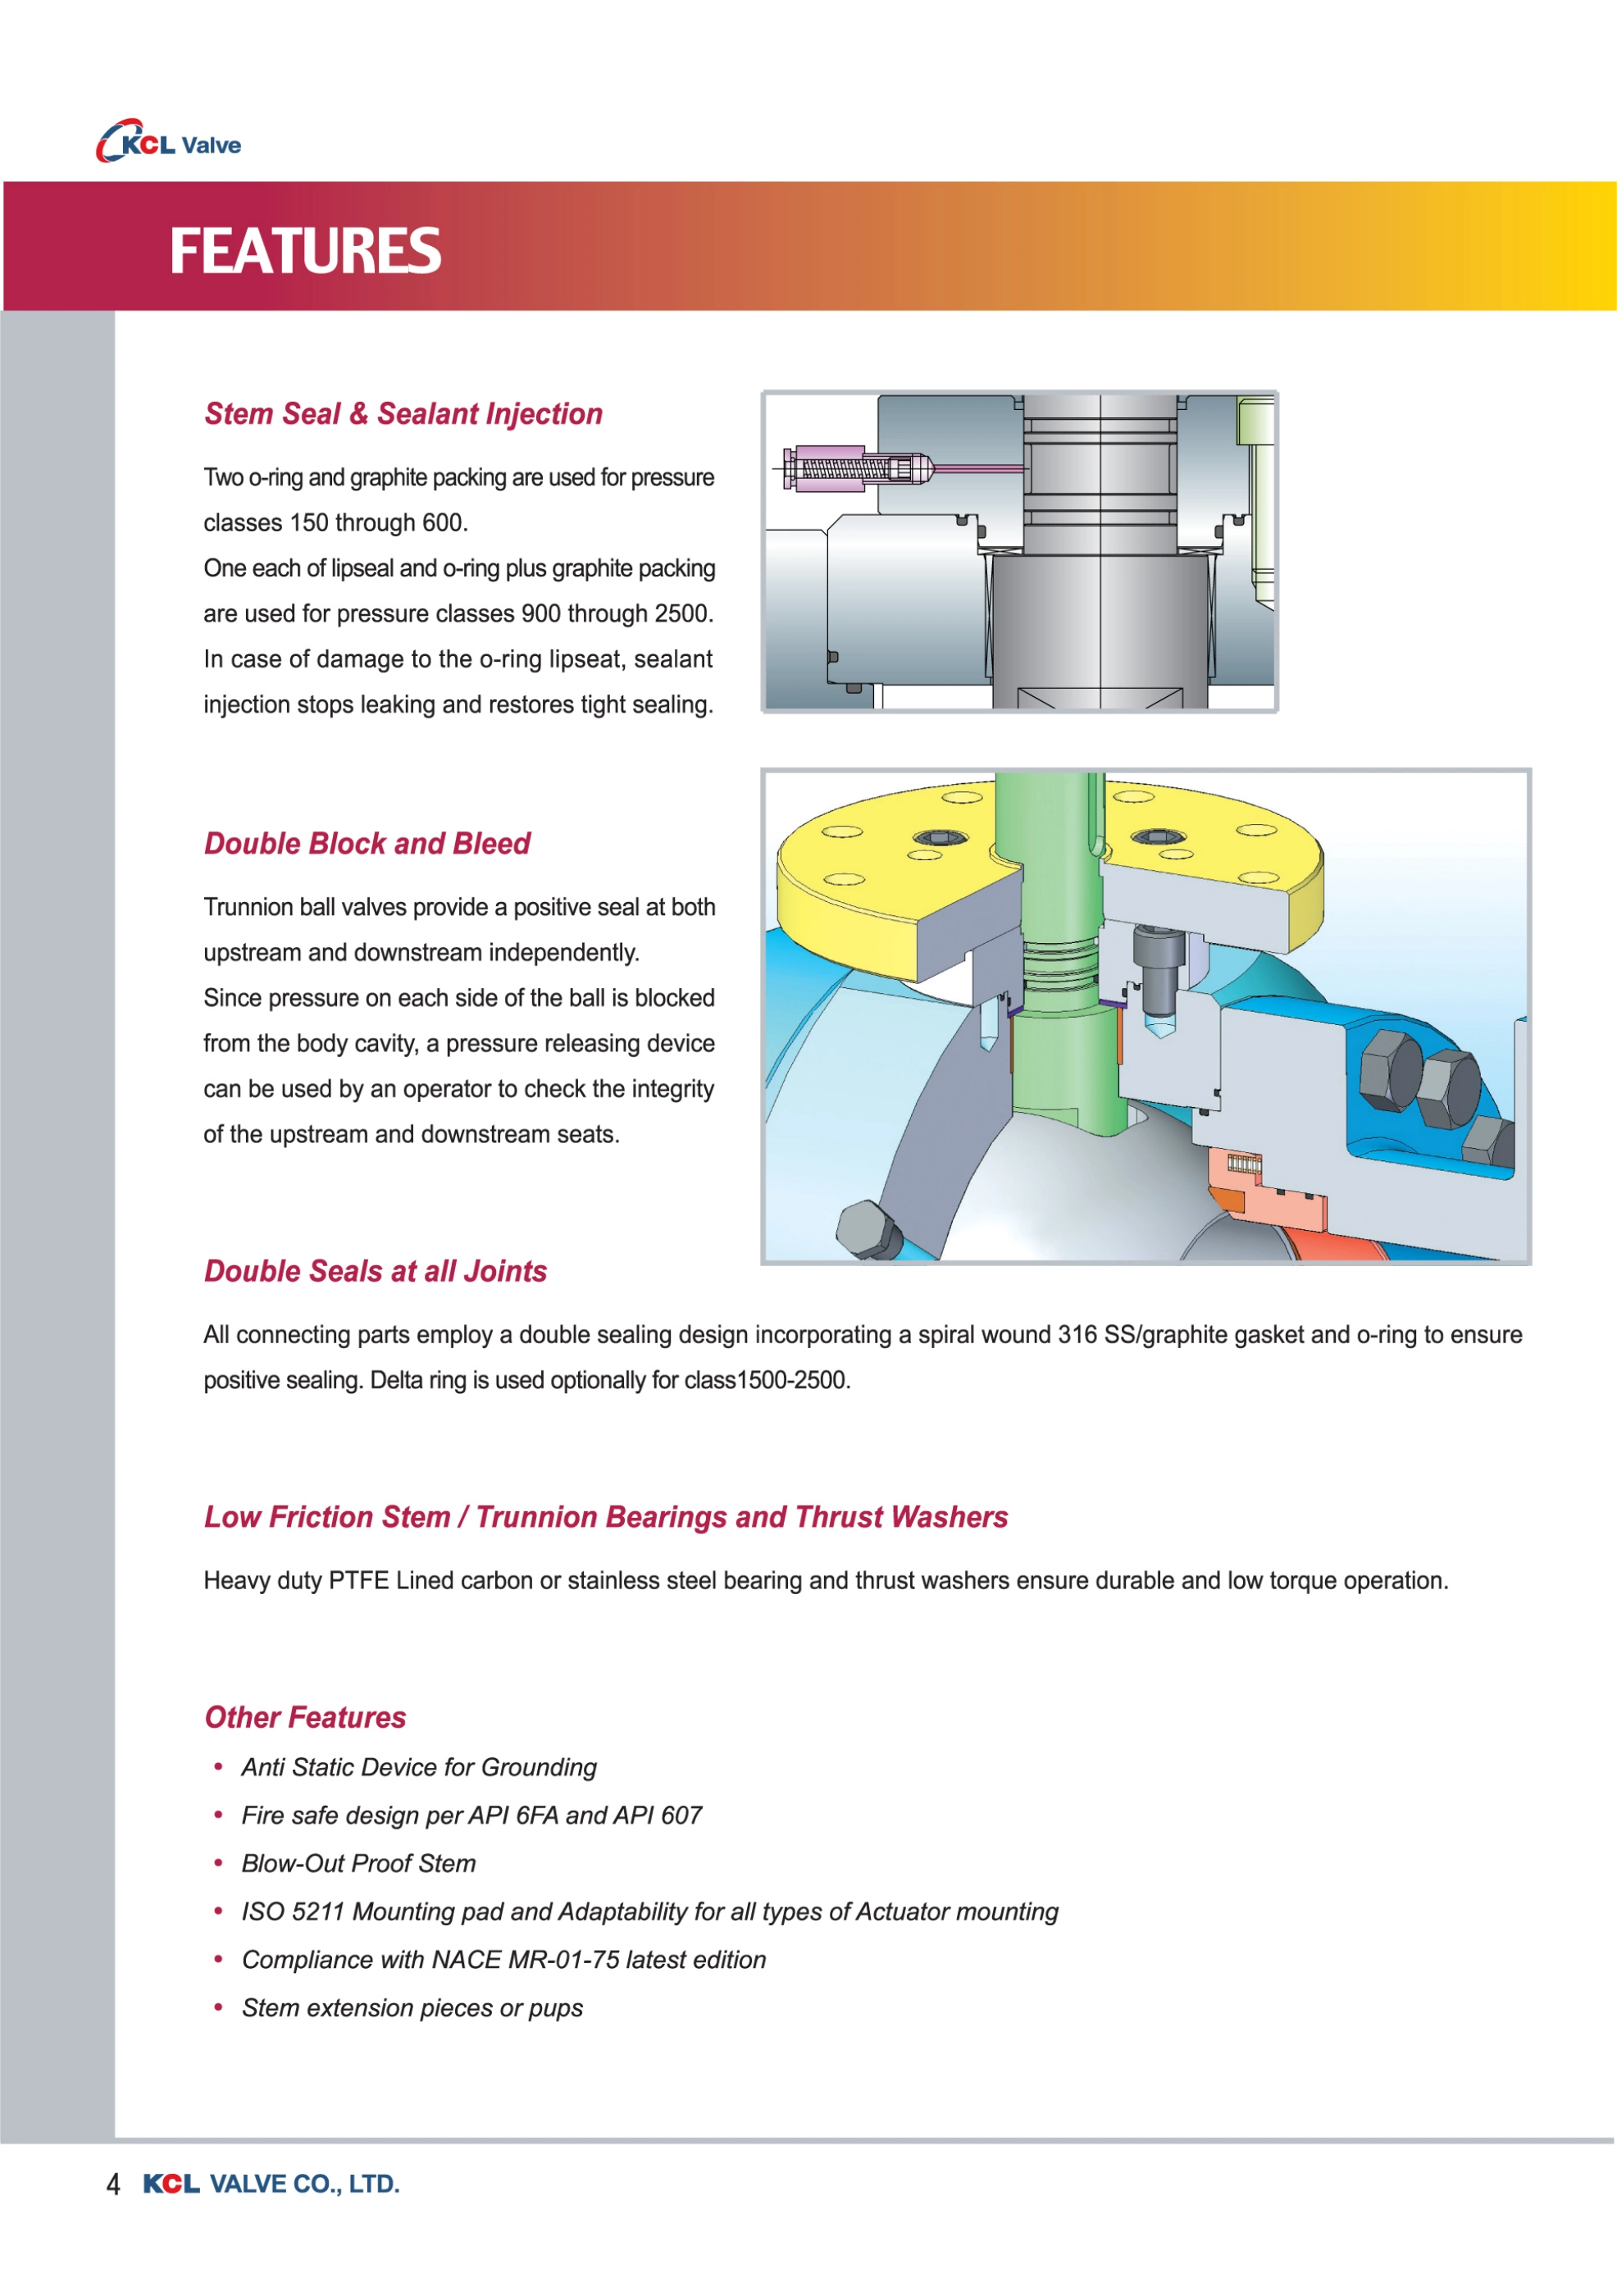 KCL Valve
FEATURES
Stem Seal & Sealant Injection
Two o-ring and graphite packing are used for pressure
classes 150 through 600.
One each of lipseal and o-ring plus graphite packing
are used for pressure classes 900 through 2500.
In case of damage to the o-ring lipseat, sealant
injection stops leaking and restores tight sealing.
Double Block and Bleed
Trunnion ball valves provide a positive seal at both
upstream and downstream independently.
Since pressure on each side of the ball is blocked
from the body cavity, a pressure releasing device
can be used by an operator to check the integrity
of the upstream and downstream seats.
Double Seals at all Joints
All connecting parts employ a double sealing design incorporating a spiral wound 316 SS/graphite gasket and o-ring to ensure
positive sealing. Delta ring is used optionally for class1500-2500.
Low Friction Stem / Trunnion Bearings and Thrust Washers
Heavy duty PTFE Lined carbon or stainless steel bearing and thrust washers ensure durable and low torque operation.
Other Features
• Anti Static Device for Grounding
• Fire safe design per API 6FA and API 607
• Blow-Out Proof Stem
• ISO 5211 Mounting pad and Adaptability for all types of Actuator mounting
• Compliance with NACE MR-01-75 latest edition
• Stem extension pieces or pups
4 KCL VALVE CO., LTD.